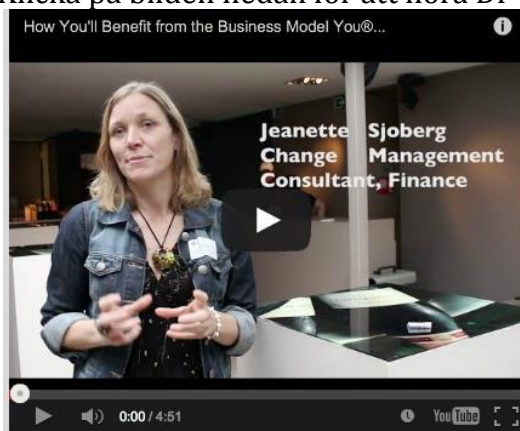 på bilden nedan för att höra
How You'll Benefit from the Business Model You®...
Jeanette Sjoberg
Change Management
Consultant, Finance
0:00 / 4:51
YouTube